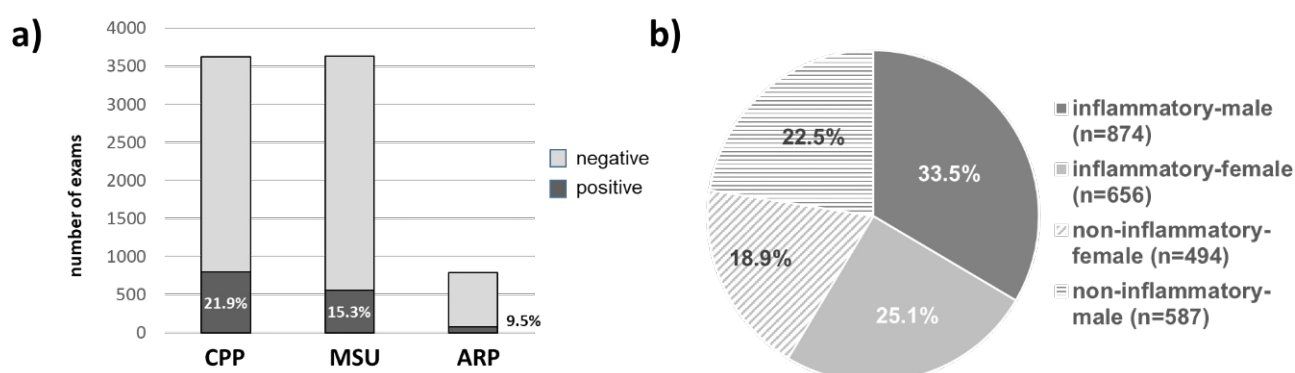 a)
number of exams
4000
3500
3000
2500
2000
1500
1000
500
0
21.9%
15.3%
9.5%
CPP
MSU
ARP
negative
positive
b)
22.5%
33.5%
18.9%
25.1%
inflammatory-male
(n=874)
inflammatory-female
(n=656)
non-inflammatory-
female (n=494)
non-inflammatory-
male (n=587)